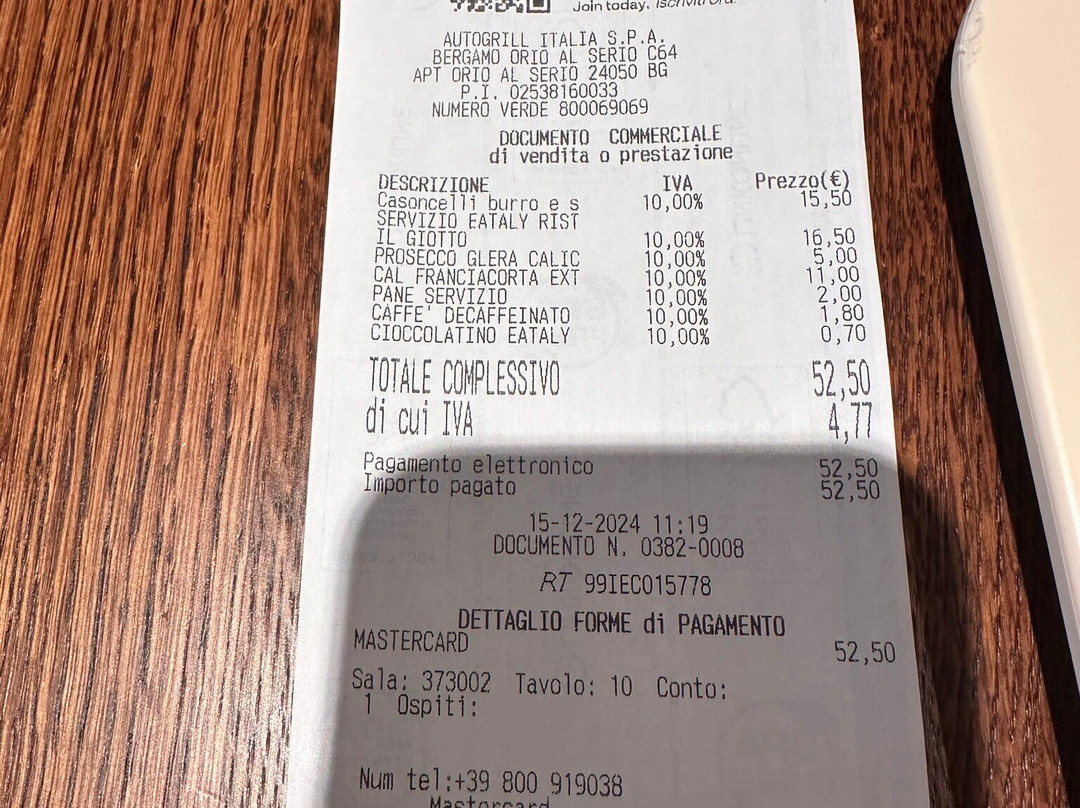 Join today. Iscriviti ora.
AUTOGRILL ITALIA S.P.A.
BERGAMO ORIO AL SERIO C64
APT ORIO AL SERIO 24050 BG
P.I. 02538160033
NUMERO VERDE 800069069
DOCUMENTO COMMERCIALE
di vendita o prestazione
DESCRIZIONE IVA Prezzo(€)
Casoncelli burro e s 10,00% 15,50
SERVIZIO EATALY RIST
IL GIOTTO 10,00% 16,50
PROSECCO GLERA CALIC 10,00% 5,00
CAL FRANCIACORTA EXT 10,00% 11,00
PANE SERVIZIO 10,00% 2,00
CAFFE' DECAFFEINATO 10,00% 1,80
CIOCCOLATINO EATALY 10,00% 0,70
TOTALE COMPLESSIVO 52,50
di cui IVA 4,77
Pagamento elettronico 52,50
Importo pagato 52,50
15-12-2024 11:19
DOCUMENTO N. 0382-0008
RT 99IEC015778
DETTAGLIO FORME di PAGAMENTO
MASTERCARD 52,50
Sala: 373002 Tavolo: 10 Conto:
1 Ospiti:
Num tel:+39 800 919038
Mastercard